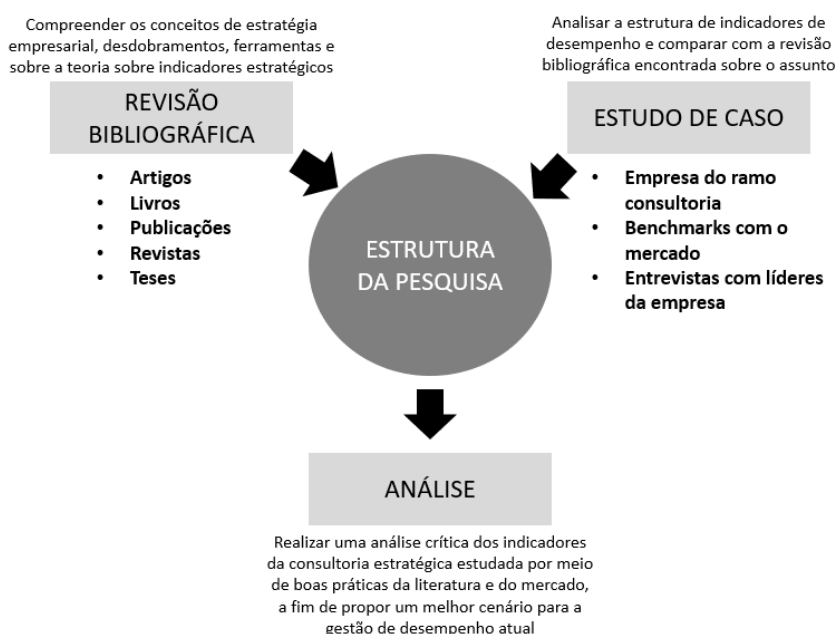 Compreender os conceitos de estratégia
empresarial, desdobramentos, ferramentas e
sobre a teoria sobre indicadores estratégicos
REVISÃO
BIBLIOGRÁFICA
• Artigos
• Livros
• Publicações
• Revistas
• Teses
Analisar a estrutura de indicadores de
desempenho e comparar com a revisão
bibliográfica encontrada sobre o assunto
ESTUDO DE CASO
• Empresa do ramo
consultoria
• Benchmarks com o
mercado
• Entrevistas com líderes
da empresa
ESTRUTURA
DA PESQUISA
ANÁLISE
Realizar uma análise crítica dos indicadores
da consultoria estratégica estudada por meio
de boas práticas da literatura e do mercado,
a fim de propor um melhor cenário para a
gestão de desempenho atual